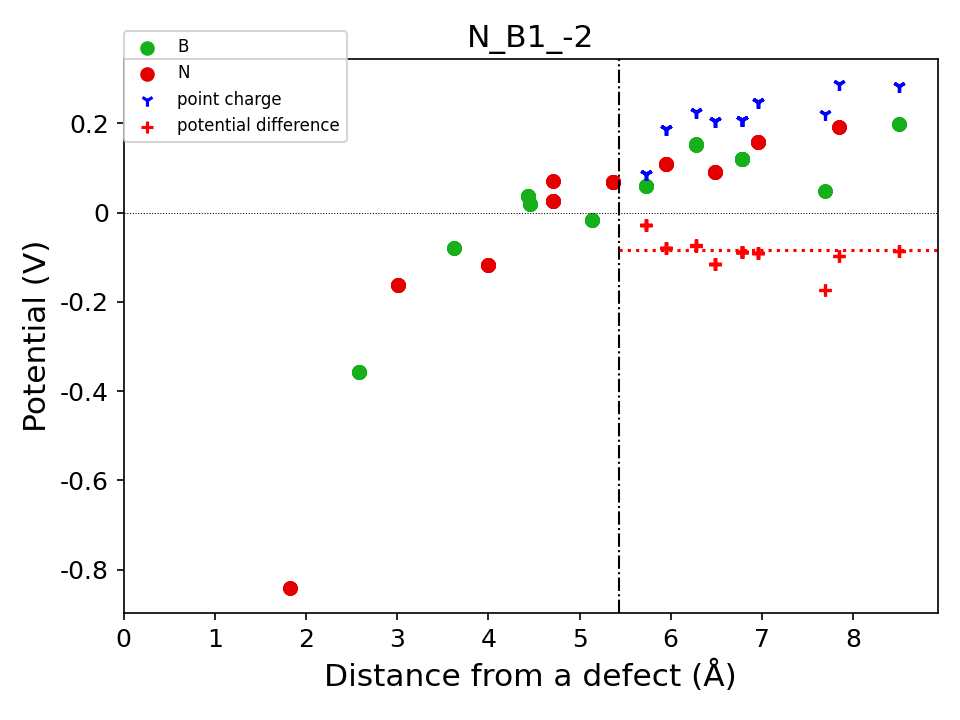 N_B1_-2
B
N
point charge
potential difference
Potential (V)
0.2
0
-0.2
-0.4
-0.6
-0.8
0 1 2 3 4 5 6 7 8
Distance from a defect (Å)